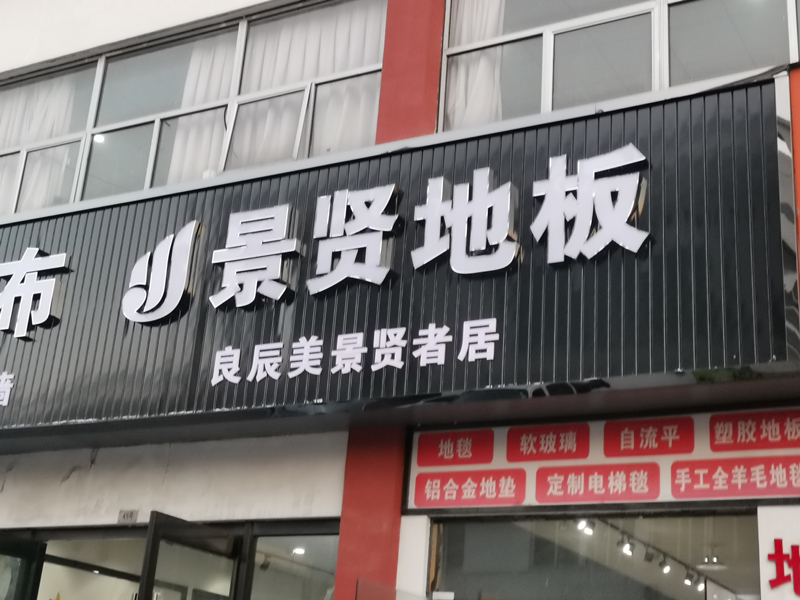 布
墙
景贤地板
良辰美景贤者居
地毯 软玻璃 自流平 塑胶地板
铝合金地垫 定制电梯毯 手工全羊毛地毯
地